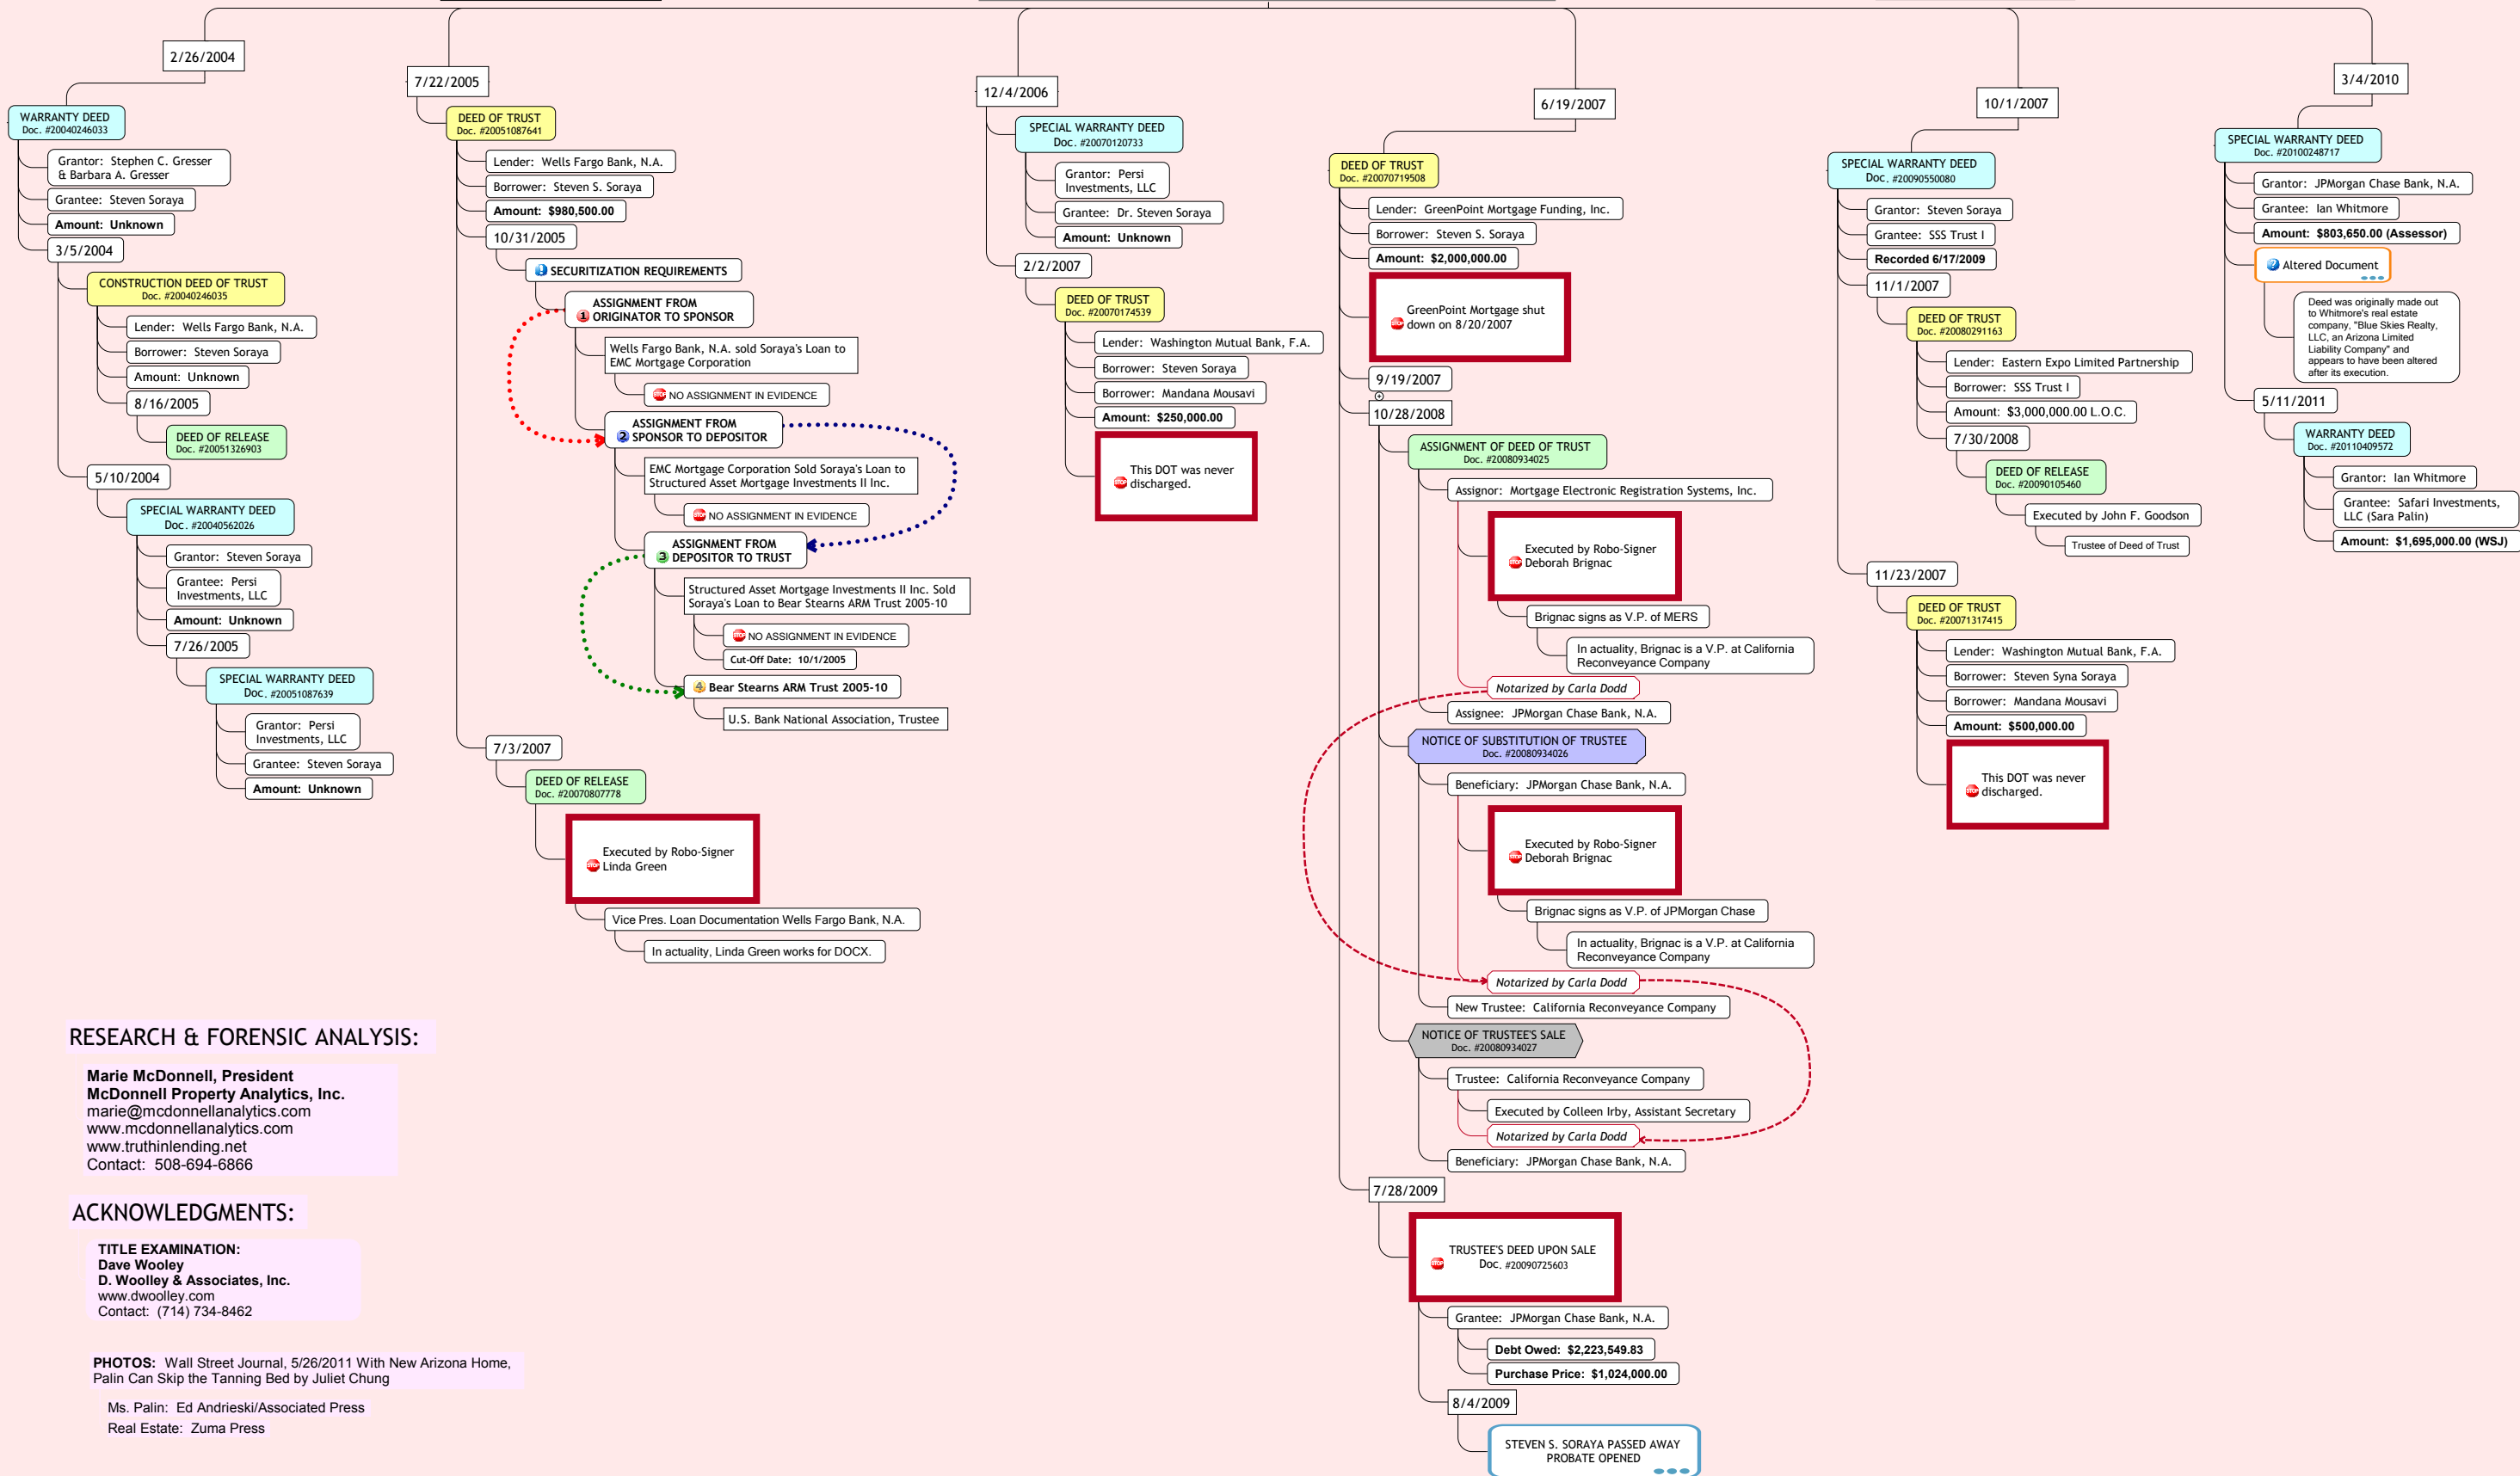 2/26/2004
WARRANTY DEED
Doc. #20040246033
Grantor: Stephen C. Gresser
& Barbara A. Gresser
Grantee: Steven Soraya
Amount: Unknown
3/5/2004
CONSTRUCTION DEED OF TRUST
Doc. #20040246035
Lender: Wells Fargo Bank, N.A.
Borrower: Steven Soraya
Amount: Unknown
8/16/2005
DEED OF RELEASE
Doc. #20051326903
5/10/2004
SPECIAL WARRANTY DEED
Doc. #20040562026
Grantor: Steven Soraya
Grantee: Persi
Investments, LLC
Amount: Unknown
7/26/2005
SPECIAL WARRANTY DEED
Doc. #20051087639
Grantor: Persi
Investments, LLC
Grantee: Steven Soraya
Amount: Unknown
7/22/2005
DEED OF TRUST
Doc. #20051087641
Lender: Wells Fargo Bank, N.A.
Borrower: Steven S. Soraya
Amount: $980,500.00
10/31/2005
SECURITIZATION REQUIREMENTS
ASSIGNMENT FROM
1 ORIGINATOR TO SPONSOR
Wells Fargo Bank, N.A. sold Soraya's Loan to
EMC Mortgage Corporation
STOP NO ASSIGNMENT IN EVIDENCE
ASSIGNMENT FROM
2 SPONSOR TO DEPOSITOR
EMC Mortgage Corporation Sold Soraya's Loan to
Structured Asset Mortgage Investments II Inc.
STOP NO ASSIGNMENT IN EVIDENCE
ASSIGNMENT FROM
3 DEPOSITOR TO TRUST
Structured Asset Mortgage Investments II Inc. Sold
Soraya's Loan to Bear Stearns ARM Trust 2005-10
STOP NO ASSIGNMENT IN EVIDENCE
Cut-Off Date: 10/1/2005
4 Bear Stearns ARM Trust 2005-10
U.S. Bank National Association, Trustee
7/3/2007
DEED OF RELEASE
Doc. #20070807778
Executed by Robo-Signer
STOP Linda Green
Vice Pres. Loan Documentation Wells Fargo Bank, N.A.
In actuality, Linda Green works for DOCX.
12/4/2006
SPECIAL WARRANTY DEED
Doc. #20070120733
Grantor: Persi
Investments, LLC
Grantee: Dr. Steven Soraya
Amount: Unknown
2/2/2007
DEED OF TRUST
Doc. #20070174539
Lender: Washington Mutual Bank, F.A.
Borrower: Steven Soraya
Borrower: Mandana Mousavi
Amount: $250,000.00
This DOT was never
STOP discharged.
6/19/2007
DEED OF TRUST
Doc. #20070719508
Lender: GreenPoint Mortgage Funding, Inc.
Borrower: Steven S. Soraya
Amount: $2,000,000.00
GreenPoint Mortgage shut
STOP down on 8/20/2007
9/19/2007
10/28/2008
ASSIGNMENT OF DEED OF TRUST
Doc. #20080934025
Assignor: Mortgage Electronic Registration Systems, Inc.
Executed by Robo-Signer
STOP Deborah Brignac
Brignac signs as V.P. of MERS
In actuality, Brignac is a V.P. at California
Reconveyance Company
Notarized by Carla Dodd
Assignee: JPMorgan Chase Bank, N.A.
NOTICE OF SUBSTITUTION OF TRUSTEE
Doc. #20080934026
Beneficiary: JPMorgan Chase Bank, N.A.
Executed by Robo-Signer
STOP Deborah Brignac
Brignac signs as V.P. of JPMorgan Chase
In actuality, Brignac is a V.P. at California
Reconveyance Company
Notarized by Carla Dodd
New Trustee: California Reconveyance Company
NOTICE OF TRUSTEE'S SALE
Doc. #20080934027
Trustee: California Reconveyance Company
Executed by Colleen Irby, Assistant Secretary
Notarized by Carla Dodd
Beneficiary: JPMorgan Chase Bank, N.A.
7/28/2009
TRUSTEE'S DEED UPON SALE
STOP Doc. #20090725603
Grantee: JPMorgan Chase Bank, N.A.
Debt Owed: $2,223,549.83
Purchase Price: $1,024,000.00
8/4/2009
STEVEN S. SORAYA PASSED AWAY
PROBATE OPENED
10/1/2007
SPECIAL WARRANTY DEED
Doc. #20090550080
Grantor: Steven Soraya
Grantee: SSS Trust I
Recorded 6/17/2009
11/1/2007
DEED OF TRUST
Doc. #20080291163
Lender: Eastern Expo Limited Partnership
Borrower: SSS Trust I
Amount: $3,000,000.00 L.O.C.
7/30/2008
DEED OF RELEASE
Doc. #20090105460
Executed by John F. Goodson
Trustee of Deed of Trust
11/23/2007
DEED OF TRUST
Doc. #20071317415
Lender: Washington Mutual Bank, F.A.
Borrower: Steven Syna Soraya
Borrower: Mandana Mousavi
Amount: $500,000.00
This DOT was never
STOP discharged.
3/4/2010
SPECIAL WARRANTY DEED
Doc. #20100248717
Grantor: JPMorgan Chase Bank, N.A.
Grantee: Ian Whitmore
Amount: $803,650.00 (Assessor)
? Altered Document
Deed was originally made out
to Whitmore's real estate
company, "Blue Skies Realty,
LLC, an Arizona Limited
Liability Company" and
appears to have been altered
after its execution.
5/11/2011
WARRANTY DEED
Doc. #20110409572
Grantor: Ian Whitmore
Grantee: Safari Investments,
LLC (Sara Palin)
Amount: $1,695,000.00 (WSJ)
RESEARCH & FORENSIC ANALYSIS:
Marie McDonnell, President
McDonnell Property Analytics, Inc.
marie@mcdonnellanalytics.com
www.mcdonnellanalytics.com
www.truthinlending.net
Contact: 508-694-6866
ACKNOWLEDGMENTS:
TITLE EXAMINATION:
Dave Wooley
D. Woolley & Associates, Inc.
www.dwoolley.com
Contact: (714) 734-8462
PHOTOS: Wall Street Journal, 5/26/2011 With New Arizona Home,
Palin Can Skip the Tanning Bed by Juliet Chung
Ms. Palin: Ed Andrieski/Associated Press
Real Estate: Zuma Press